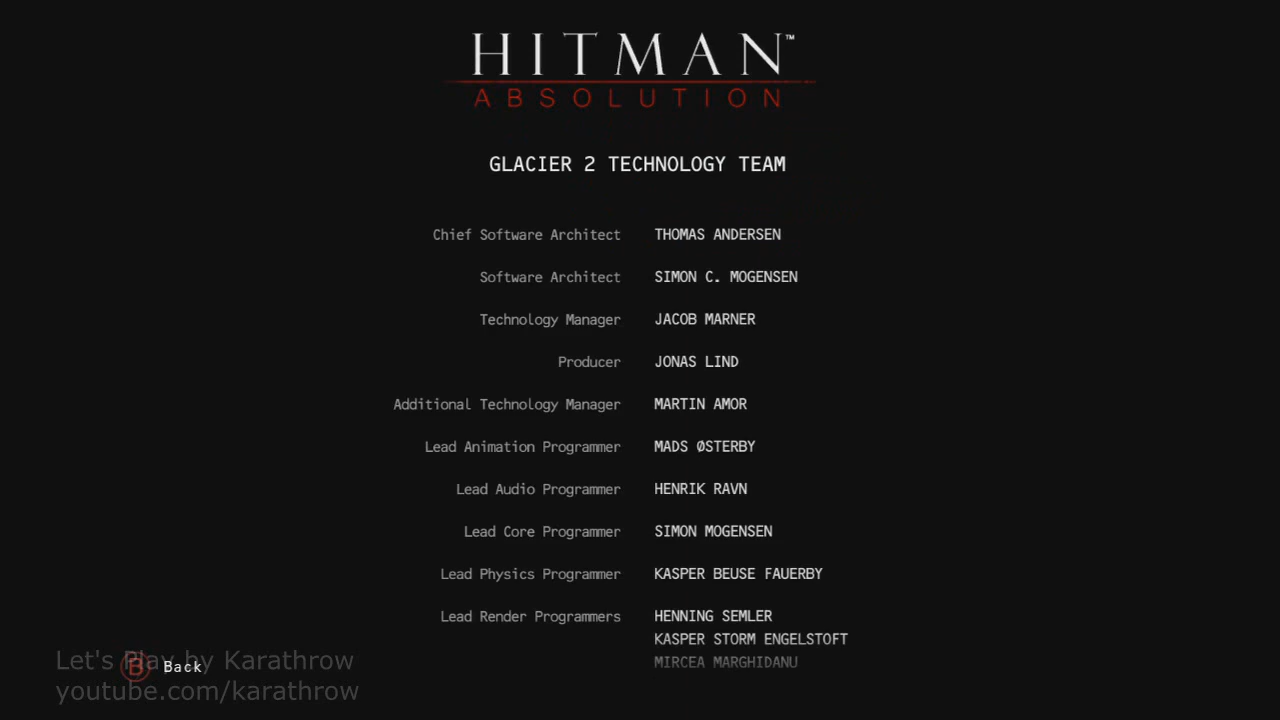 HITMAN™
ABSOLUTION
GLACIER 2 TECHNOLOGY TEAM
Chief Software Architect THOMAS ANDERSEN
Software Architect SIMON C. MOGENSEN
Technology Manager JACOB MARNER
Producer JONAS LIND
Additional Technology Manager MARTIN AMOR
Lead Animation Programmer MADS ØSTERBY
Lead Audio Programmer HENRIK RAVN
Lead Core Programmer SIMON MOGENSEN
Lead Physics Programmer KASPER BEUSE FAUERBY
Lead Render Programmers HENNING SEMLER
KASPER STORM ENGELSTOFT
MIRCEA MARGHIDANU
Let's Play by Karathrow
B Back
youtube.com/karathrow